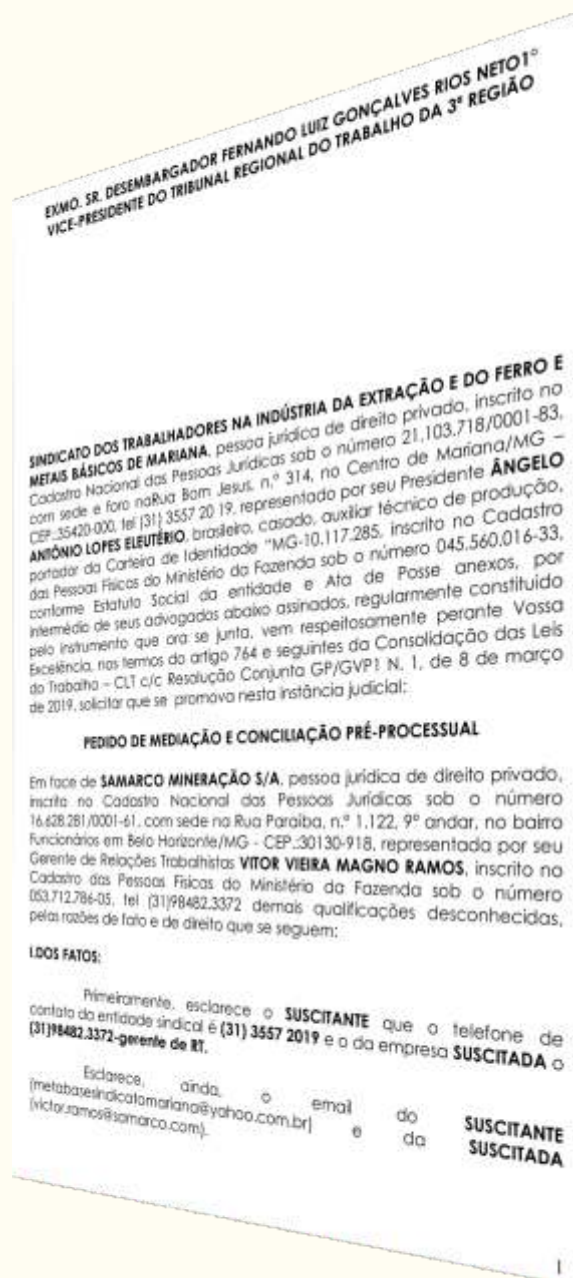 EXMO. SR. DESEMBARGADOR FERNANDO LUIZ GONÇALVES RIOS NETO1°
VICE-PRESIDENTE DO TRIBUNAL REGIONAL DO TRABALHO DA 3ª REGIÃO
SINDICATO DOS TRABALHADORES NA INDÚSTRIA DA EXTRAÇÃO E DO FERRO E
METAIS BÁSICOS DE MARIANA, pessoa jurídica de direito privado, inscrito no
Cadastro Nacional das Pessoas Jurídicas sob o número 21.103.718/0001-83,
com sede e foro naRua Bom Jesus, n.º 314, no Centro de Mariana/MG –
CEP.:35420-000, tel (31) 3557 20 19, representado por seu Presidente ÂNGELO
ANTÔNIO LOPES ELEUTÉRIO, brasileiro, casado, auxiliar técnico de produção,
portador da Carteira de Identidade "MG-10.117.285, inscrito no Cadastro
das Pessoas Físicas do Ministério da Fazenda sob o número 045.560.016-33,
conforme Estatuto Social da entidade e Ata de Posse anexos, por
intermédio de seus advogados abaixo assinados, regularmente constituído
pelo instrumento que ora se junta, vem respeitosamente perante Vossa
Excelência, nos termos do artigo 764 e seguintes da Consolidação das Leis
do Trabalho – CLT c/c Resolução Conjunta GP/GVP1 N. 1, de 8 de março
de 2019, solicitar que se promova nesta instância judicial:
PEDIDO DE MEDIAÇÃO E CONCILIAÇÃO PRÉ-PROCESSUAL
Em face de SAMARCO MINERAÇÃO S/A, pessoa jurídica de direito privado,
inscrita no Cadastro Nacional das Pessoas Jurídicas sob o número
16.628.281/0001-61, com sede na Rua Paraíba, n.º 1.122, 9º andar, no bairro
Funcionários em Belo Horizonte/MG - CEP.:30130-918, representada por seu
Gerente de Relações Trabalhistas VITOR VIEIRA MAGNO RAMOS, inscrito no
Cadastro das Pessoas Físicas do Ministério da Fazenda sob o número
053.712.786-05, tel (31)98482.3372 demais qualificações desconhecidas,
pelas razões de fato e de direito que se seguem:
I.DOS FATOS:
Primeiramente, esclarece o SUSCITANTE que o telefone de
contato da entidade sindical é (31) 3557 2019 e o da empresa SUSCITADA o
(31)98482.3372-gerente de RT.
Esclarece, ainda, o email do SUSCITANTE
(metabasesindicatomariana@yahoo.com.br) e da SUSCITADA
(victor.ramos@samarco.com).
1